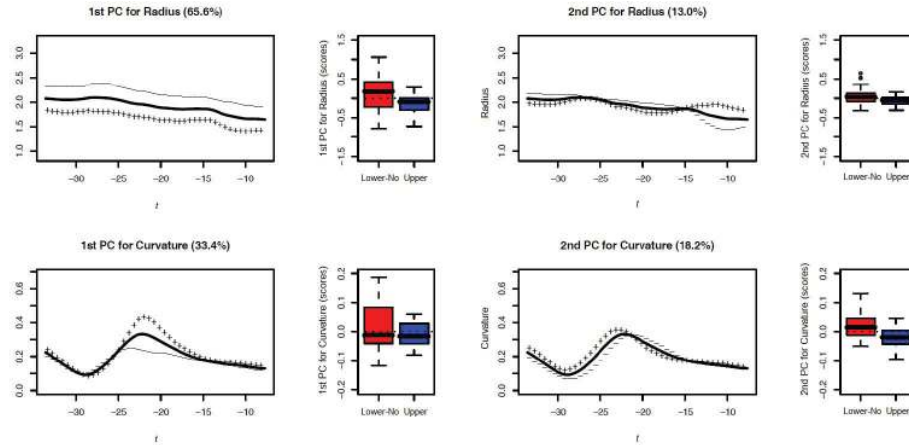 1st PC for Radius (65.6%)
1.0 1.5 2.0 2.5 3.0
−30 −25 −20 −15 −10
t
1st PC for Radius (scores)
−1.5 −0.5 0.5 1.5
Lower-No Upper
2nd PC for Radius (13.0%)
Radius
1.0 1.5 2.0 2.5 3.0
−30 −25 −20 −15 −10
t
2nd PC for Radius (scores)
−1.5 −0.5 0.5 1.5
Lower-No Upper
1st PC for Curvature (33.4%)
0.0 0.2 0.4 0.6
−30 −25 −20 −15 −10
t
1st PC for Curvature (scores)
−0.2 −0.1 0.0 0.1 0.2
Lower-No Upper
2nd PC for Curvature (18.2%)
Curvature
0.0 0.2 0.4 0.6
−30 −25 −20 −15 −10
t
2nd PC for Curvature (scores)
−0.2 −0.1 0.0 0.1 0.2
Lower-No Upper